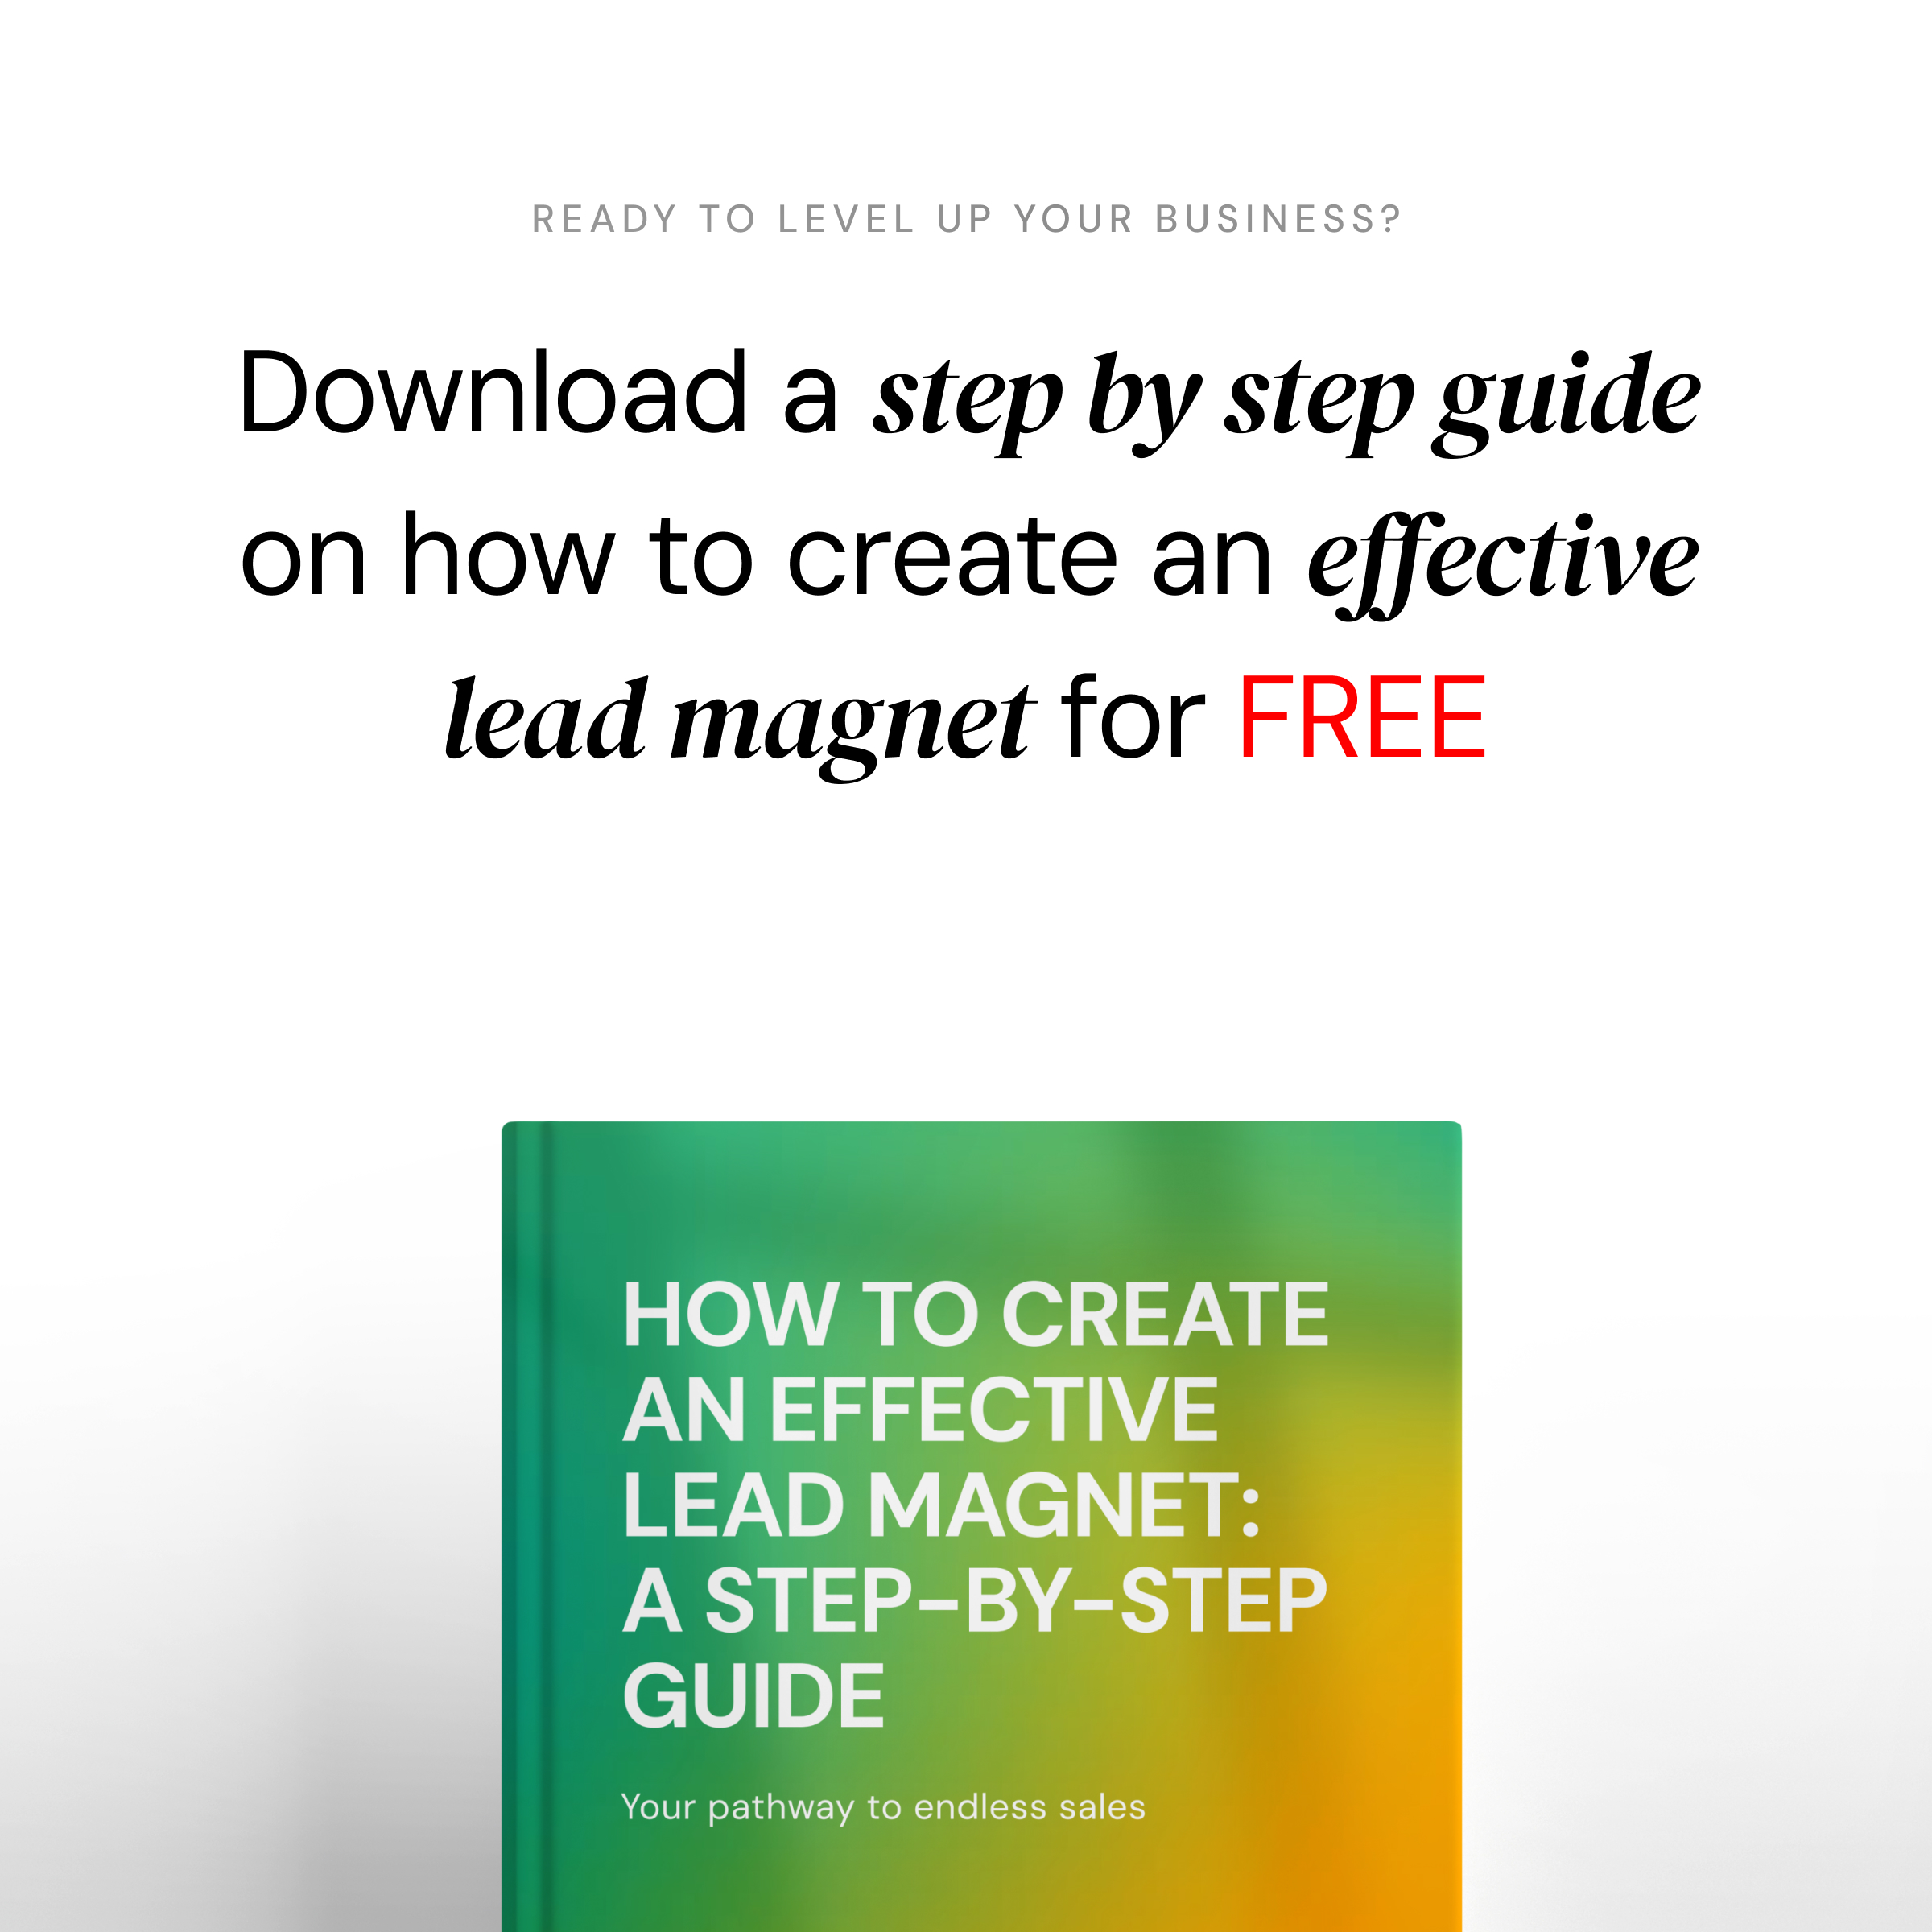 READY TO LEVEL UP YOUR BUSINESS?
Download a step by step guide
on how to create an effective
lead magnet for FREE
HOW TO CREATE
AN EFFECTIVE
LEAD MAGNET:
A STEP-BY-STEP
GUIDE
Your pathway to endless sales